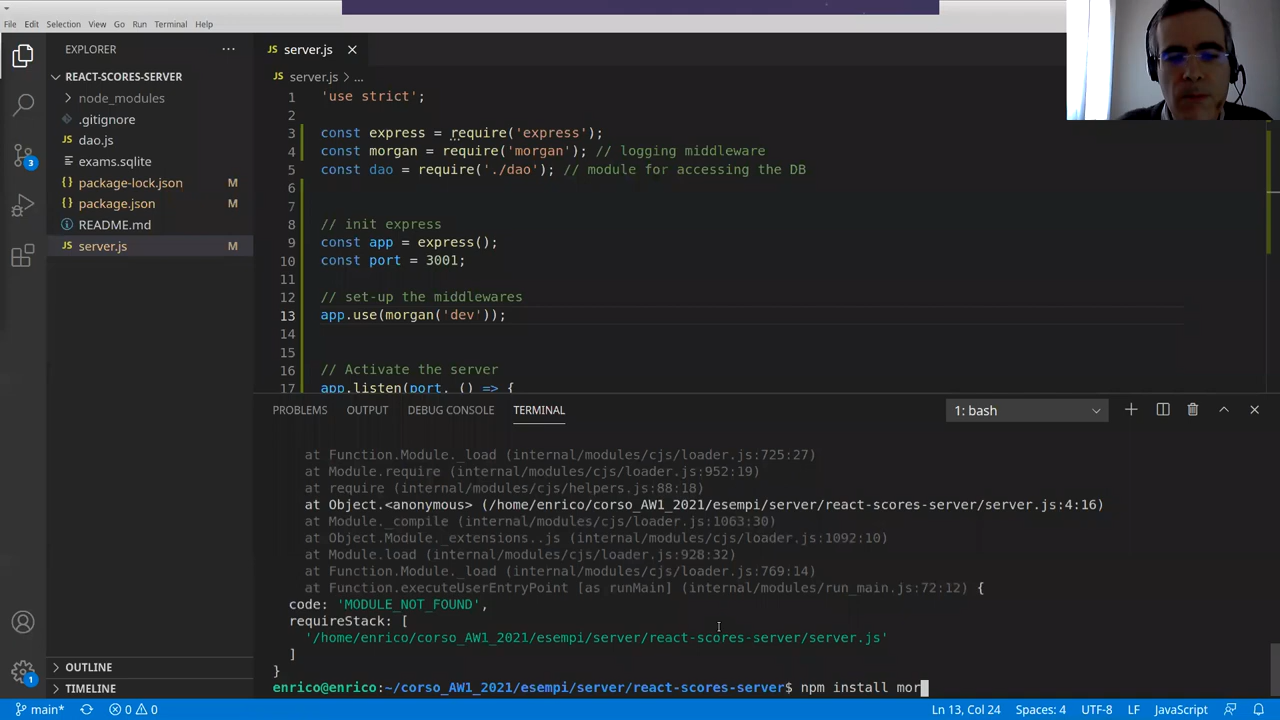 File Edit Selection View Go Run Terminal Help
EXPLORER
REACT-SCORES-SERVER
node_modules
.gitignore
JS dao.js
exams.sqlite
{} package-lock.json M
{} package.json M
README.md
JS server.js M
OUTLINE
TIMELINE
3
1
JS server.js
JS server.js > ...
1 'use strict';
2
3 const express = require('express');
4 const morgan = require('morgan'); // logging middleware
5 const dao = require('./dao'); // module for accessing the DB
6
7
8 // init express
9 const app = express();
10 const port = 3001;
11
12 // set-up the middlewares
13 app.use(morgan('dev'));
14
15
16 // Activate the server
17 app.listen(port, () => {
PROBLEMS OUTPUT DEBUG CONSOLE TERMINAL 1: bash
at Function.Module._load (internal/modules/cjs/loader.js:725:27)
at Module.require (internal/modules/cjs/loader.js:952:19)
at require (internal/modules/cjs/helpers.js:88:18)
at Object.<anonymous> (/home/enrico/corso_AW1_2021/esempi/server/react-scores-server/server.js:4:16)
at Module._compile (internal/modules/cjs/loader.js:1063:30)
at Object.Module._extensions..js (internal/modules/cjs/loader.js:1092:10)
at Module.load (internal/modules/cjs/loader.js:928:32)
at Function.Module._load (internal/modules/cjs/loader.js:769:14)
at Function.executeUserEntryPoint [as runMain] (internal/modules/run_main.js:72:12) {
code: 'MODULE_NOT_FOUND',
requireStack: [
'/home/enrico/corso_AW1_2021/esempi/server/react-scores-server/server.js'
]
}
enrico@enrico:~/corso_AW1_2021/esempi/server/react-scores-server$ npm install mor
main* 0 0 Ln 13, Col 24 Spaces: 4 UTF-8 LF JavaScript